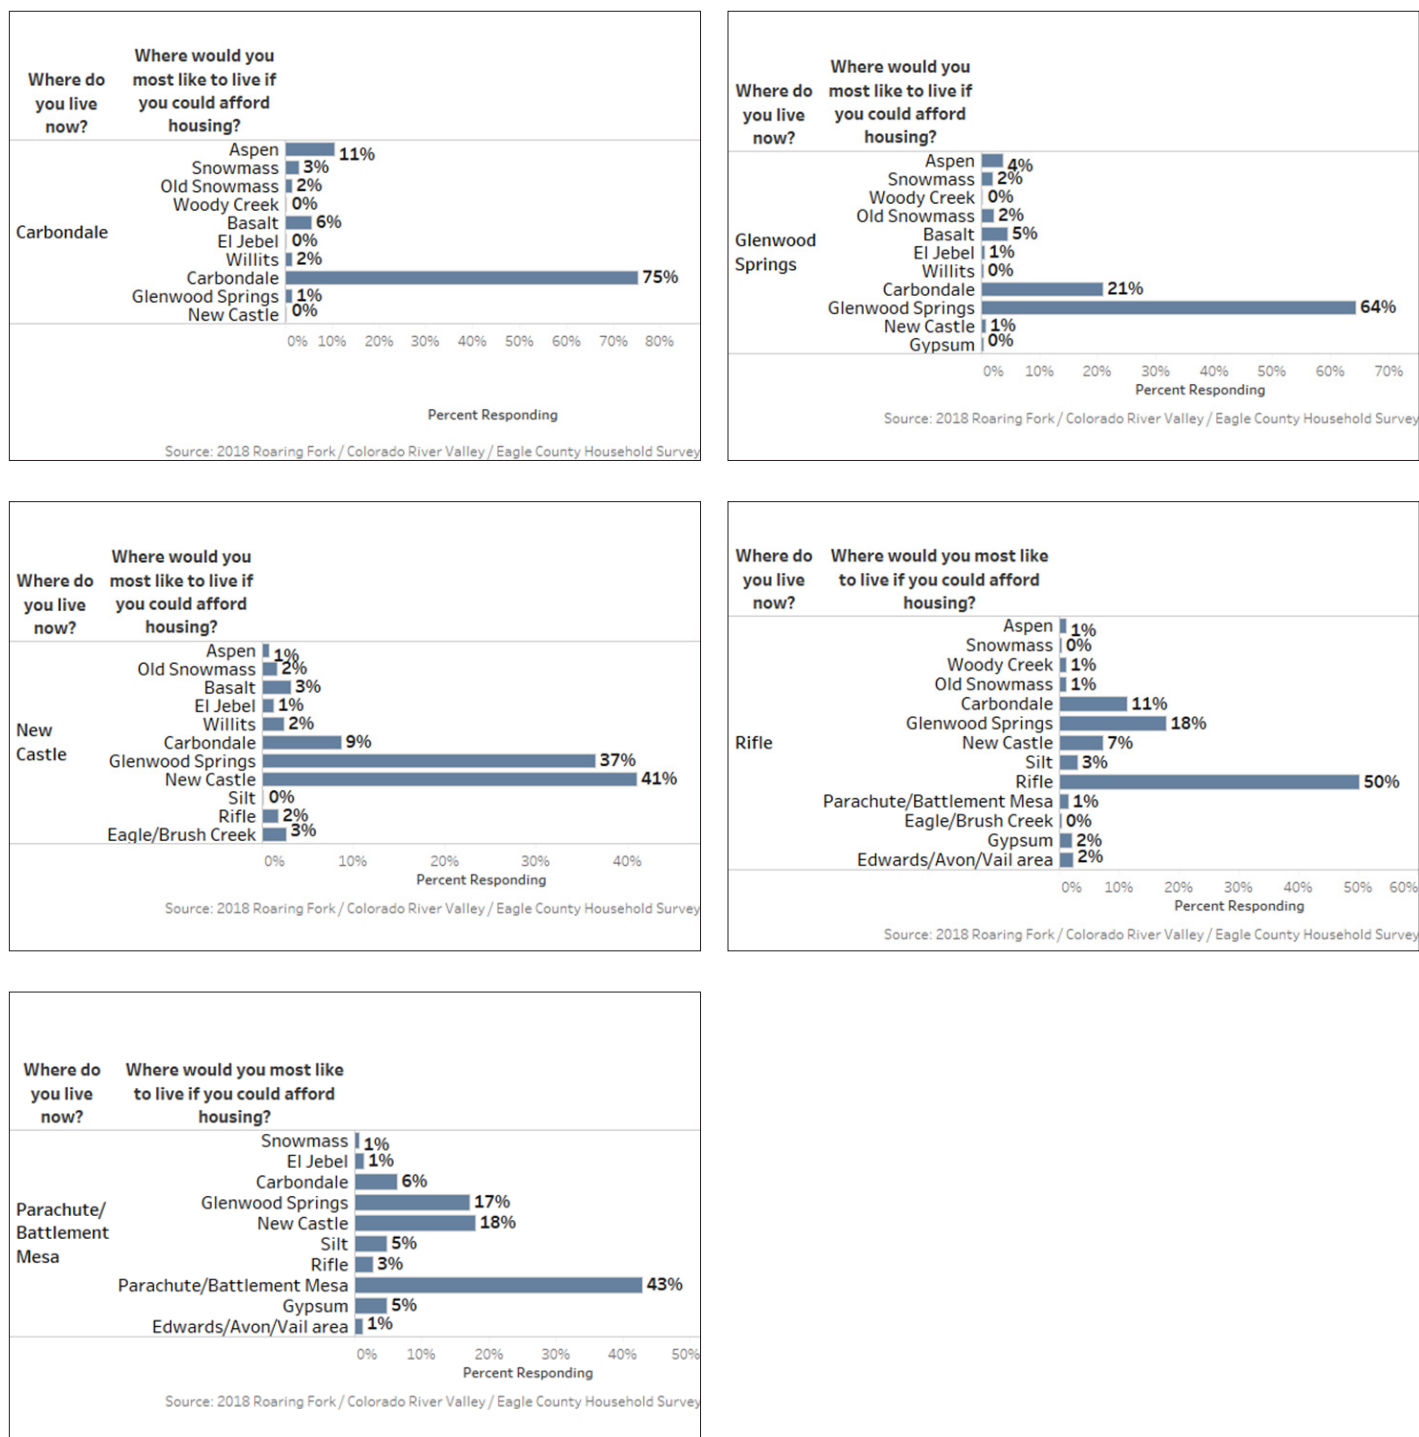 Where do
you live
now?
Where would you
most like to live if
you could afford
housing?
Carbondale
Aspen 11%
Snowmass 3%
Old Snowmass 2%
Woody Creek 0%
Basalt 6%
El Jebel 0%
Willits 2%
Carbondale 75%
Glenwood Springs 1%
New Castle 0%
0% 10% 20% 30% 40% 50% 60% 70% 80%
Percent Responding
Source: 2018 Roaring Fork / Colorado River Valley / Eagle County Household Survey
Where do
you live
now?
Where would you
most like to live if
you could afford
housing?
Glenwood
Springs
Aspen 4%
Snowmass 2%
Woody Creek 0%
Old Snowmass 2%
Basalt 5%
El Jebel 1%
Willits 0%
Carbondale 21%
Glenwood Springs 64%
New Castle 1%
Gypsum 0%
0% 10% 20% 30% 40% 50% 60% 70%
Percent Responding
Source: 2018 Roaring Fork / Colorado River Valley / Eagle County Household Survey
Where do
you live
now?
Where would you
most like to live if
you could afford
housing?
New
Castle
Aspen 1%
Old Snowmass 2%
Basalt 3%
El Jebel 1%
Willits 2%
Carbondale 9%
Glenwood Springs 37%
New Castle 41%
Silt 0%
Rifle 2%
Eagle/Brush Creek 3%
0% 10% 20% 30% 40%
Percent Responding
Source: 2018 Roaring Fork / Colorado River Valley / Eagle County Household Survey
Where do
you live
now?
Where would you most like
to live if you could afford
housing?
Rifle
Aspen 1%
Snowmass 0%
Woody Creek 1%
Old Snowmass 1%
Carbondale 11%
Glenwood Springs 18%
New Castle 7%
Silt 3%
Rifle 50%
Parachute/Battlement Mesa 1%
Eagle/Brush Creek 0%
Gypsum 2%
Edwards/Avon/Vail area 2%
0% 10% 20% 30% 40% 50% 60%
Percent Responding
Source: 2018 Roaring Fork / Colorado River Valley / Eagle County Household Survey
Where do
you live
now?
Where would you most like
to live if you could afford
housing?
Parachute/
Battlement
Mesa
Snowmass 1%
El Jebel 1%
Carbondale 6%
Glenwood Springs 17%
New Castle 18%
Silt 5%
Rifle 3%
Parachute/Battlement Mesa 43%
Gypsum 5%
Edwards/Avon/Vail area 1%
0% 10% 20% 30% 40% 50%
Percent Responding
Source: 2018 Roaring Fork / Colorado River Valley / Eagle County Household Survey